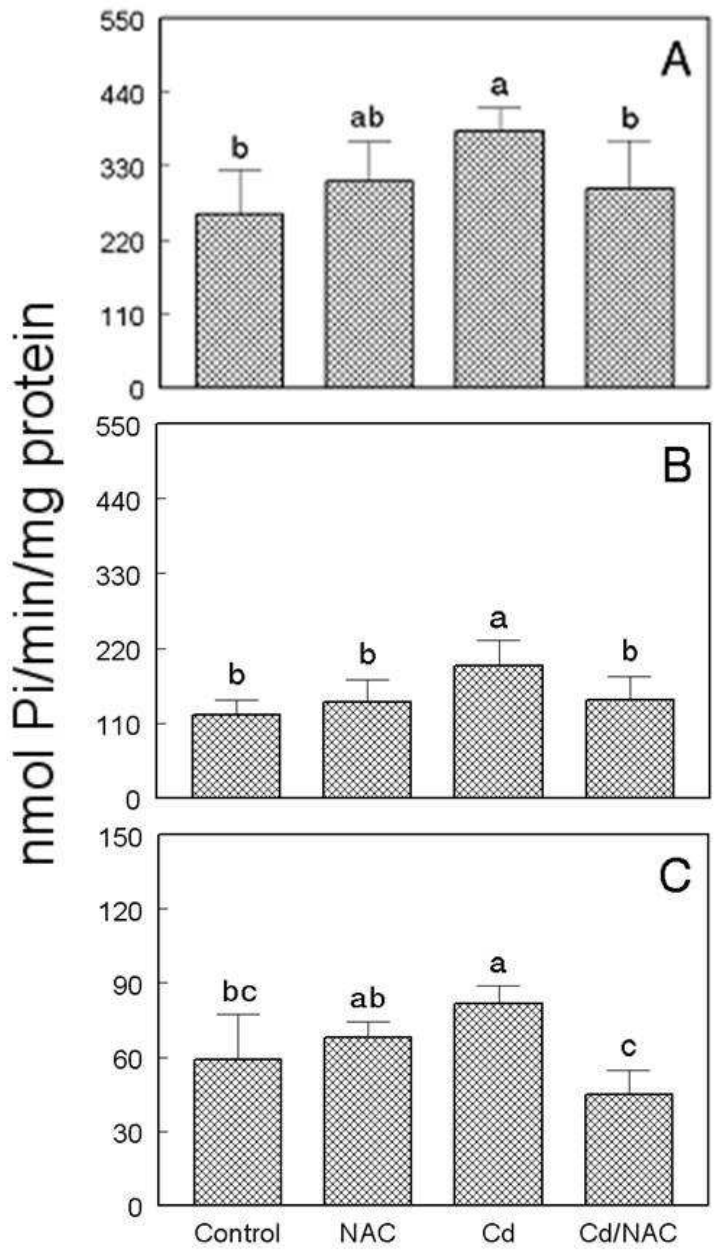 nmol Pi/min/mg protein
550
440
330
220
110
0
A
b
ab
a
b
550
440
330
220
110
0
B
b
b
a
b
150
120
90
60
30
0
C
bc
ab
a
c
Control NAC Cd Cd/NAC